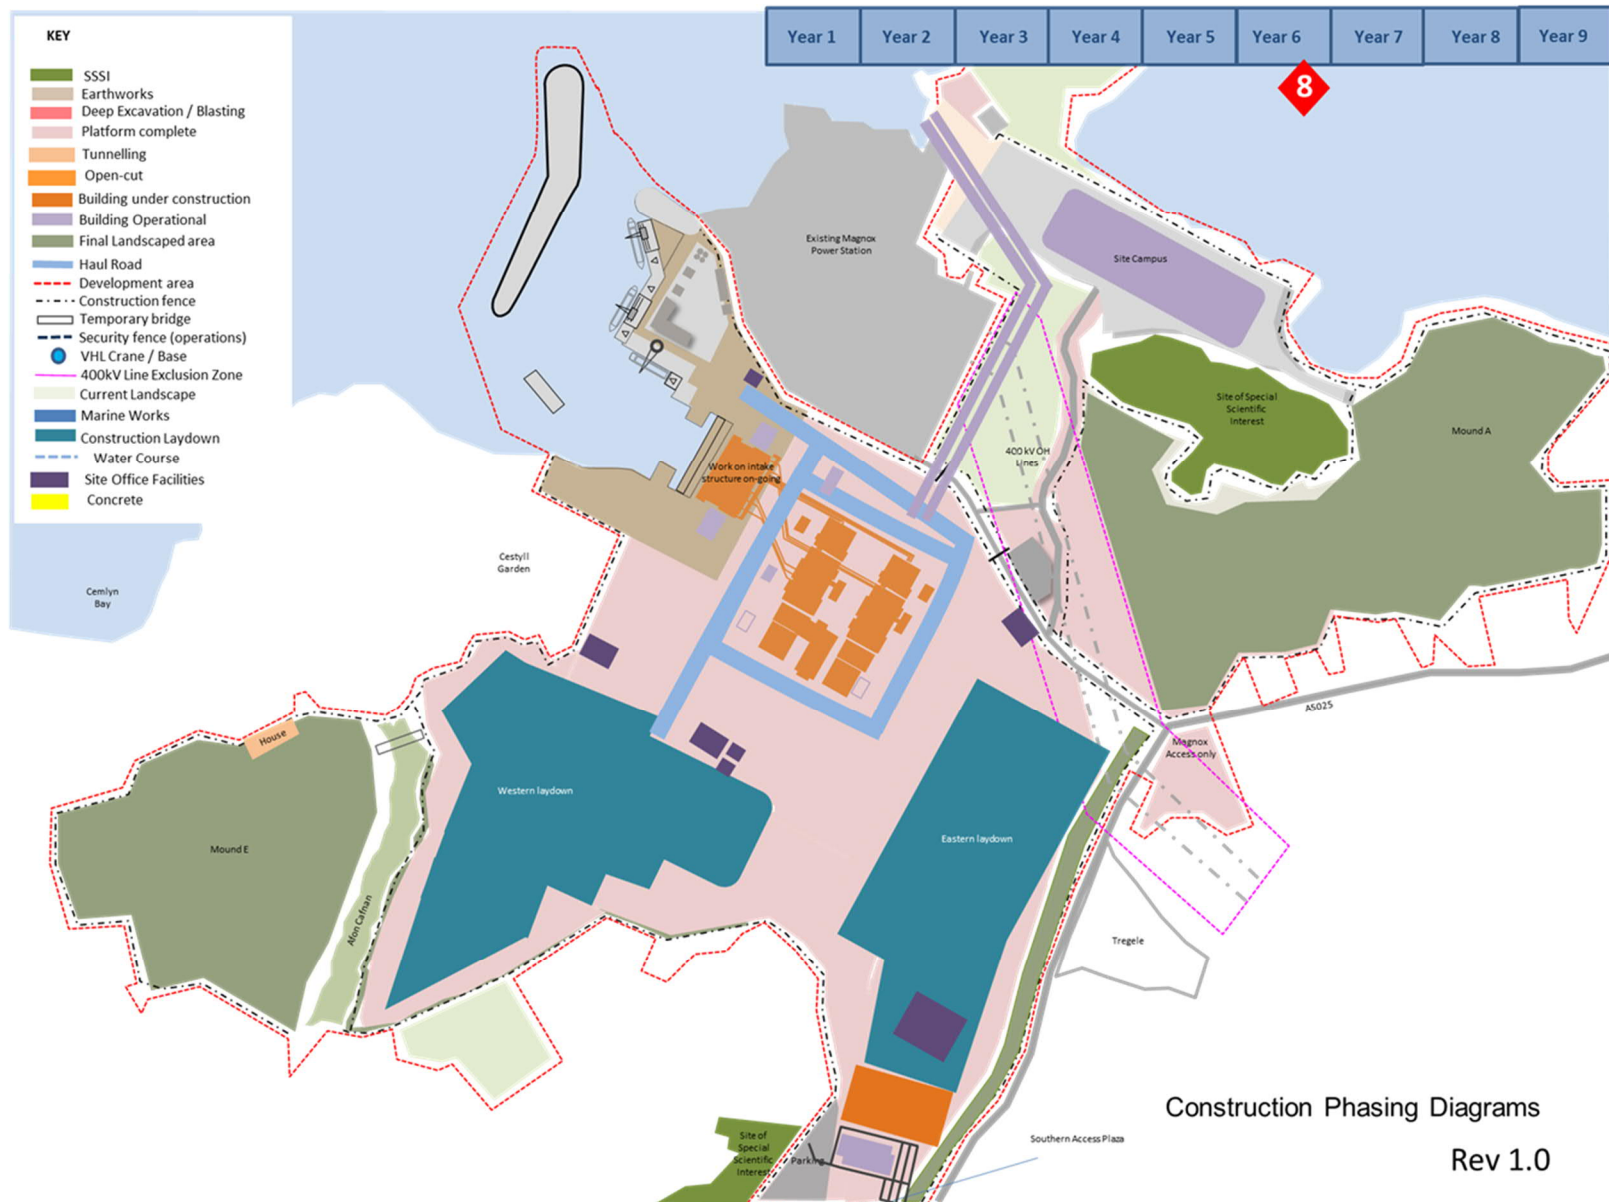 KEY
SSSI
Earthworks
Deep Excavation / Blasting
Platform complete
Tunnelling
Open-cut
Building under construction
Building Operational
Final Landscaped area
Haul Road
Development area
Construction fence
Temporary bridge
Security fence (operations)
VHL Crane / Base
400kV Line Exclusion Zone
Current Landscape
Marine Works
Construction Laydown
Water Course
Site Office Facilities
Concrete
Year 1
Year 2
Year 3
Year 4
Year 5
Year 6
Year 7
Year 8
Year 9
8
Existing Magnox
Power Station
Site Campus
Site of Special
Scientific
Interest
Mound A
400 kV OH
Lines
Work on intake
structure on-going
Cestyll
Garden
Cemlyn
Bay
A5025
Magnox
Access only
House
Western laydown
Eastern laydown
Mound E
Afon Cafnan
Tregele
Southern Access Plaza
Site of
Special
Scientific
Interest
Parking
Construction Phasing Diagrams
Rev 1.0